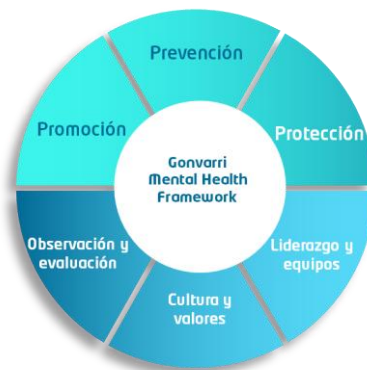 Prevención
Promoción
Protección
Gonvarri
Mental Health
Framework
Observación y
evaluación
Liderazgo y
equipos
Cultura y
valores